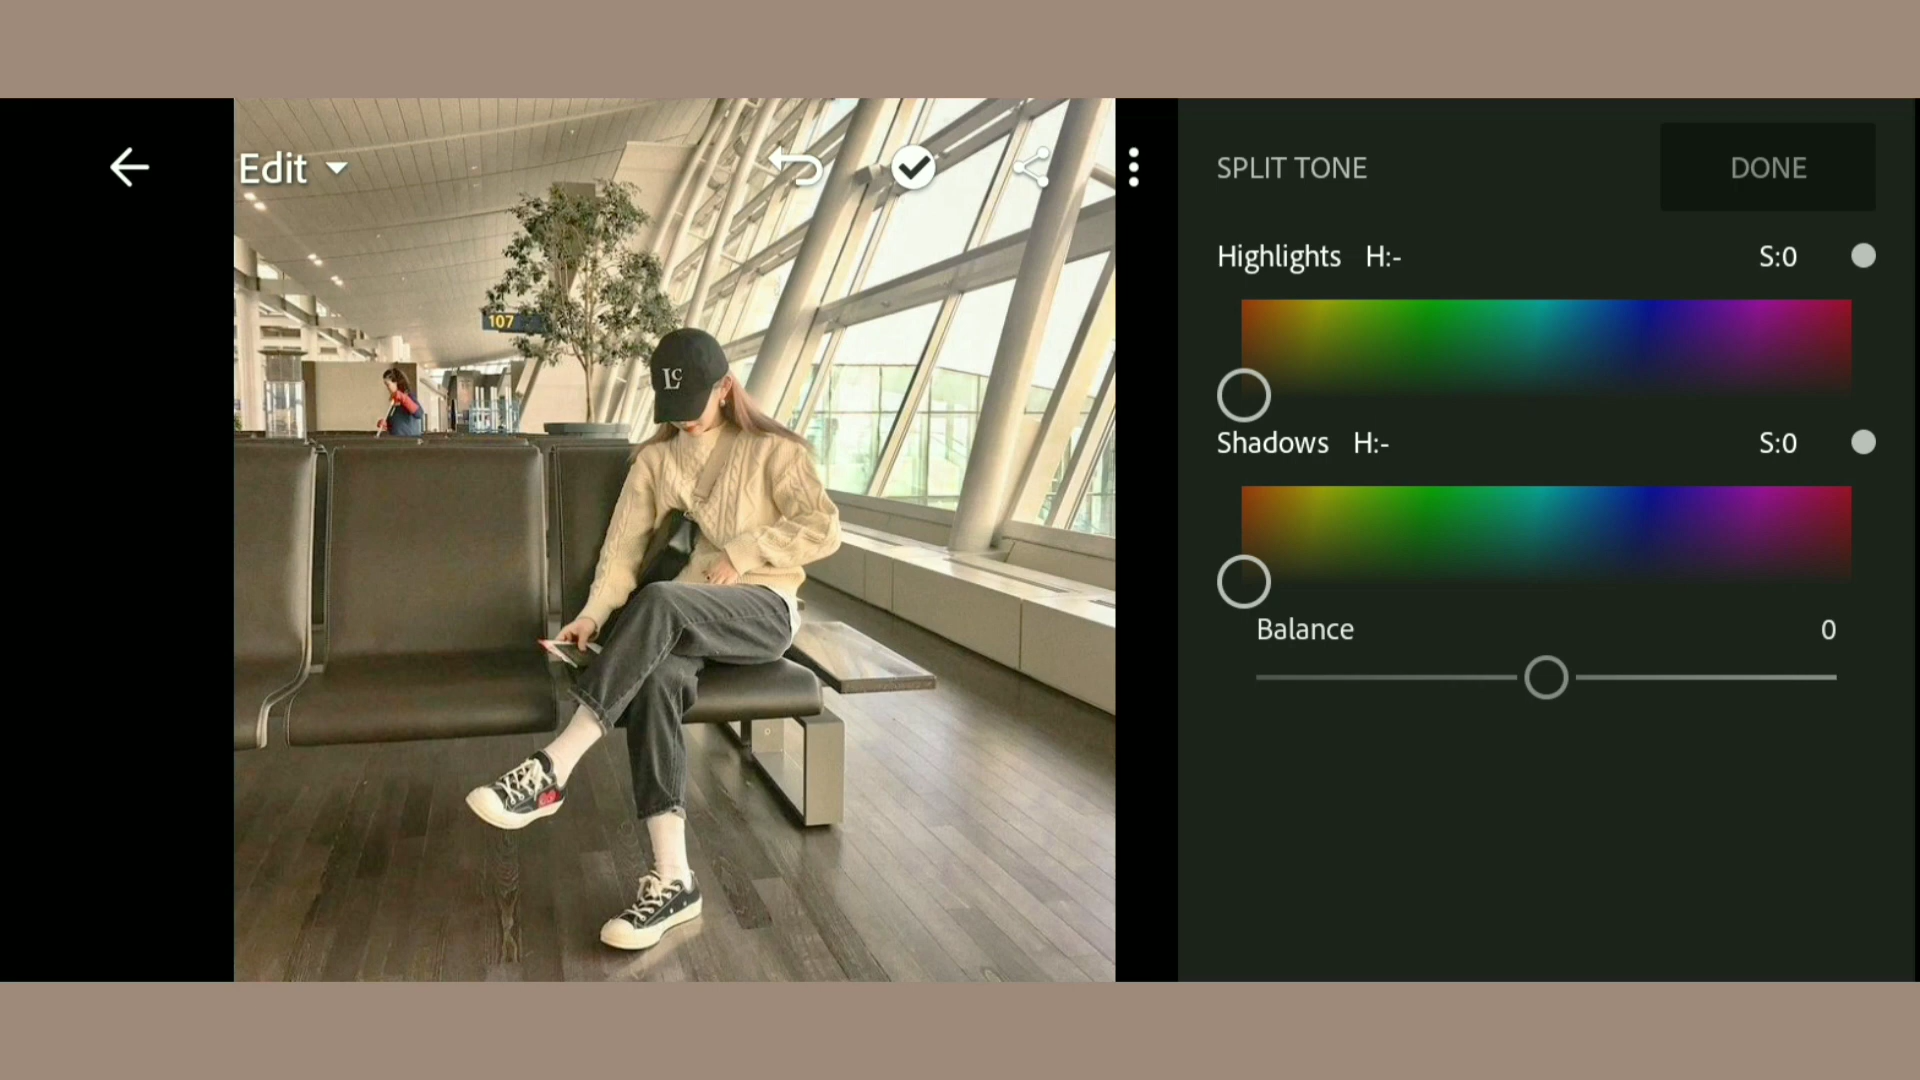 Edit
SPLIT TONE
DONE
Highlights H:- S:0
Shadows H:- S:0
Balance 0
107
LC